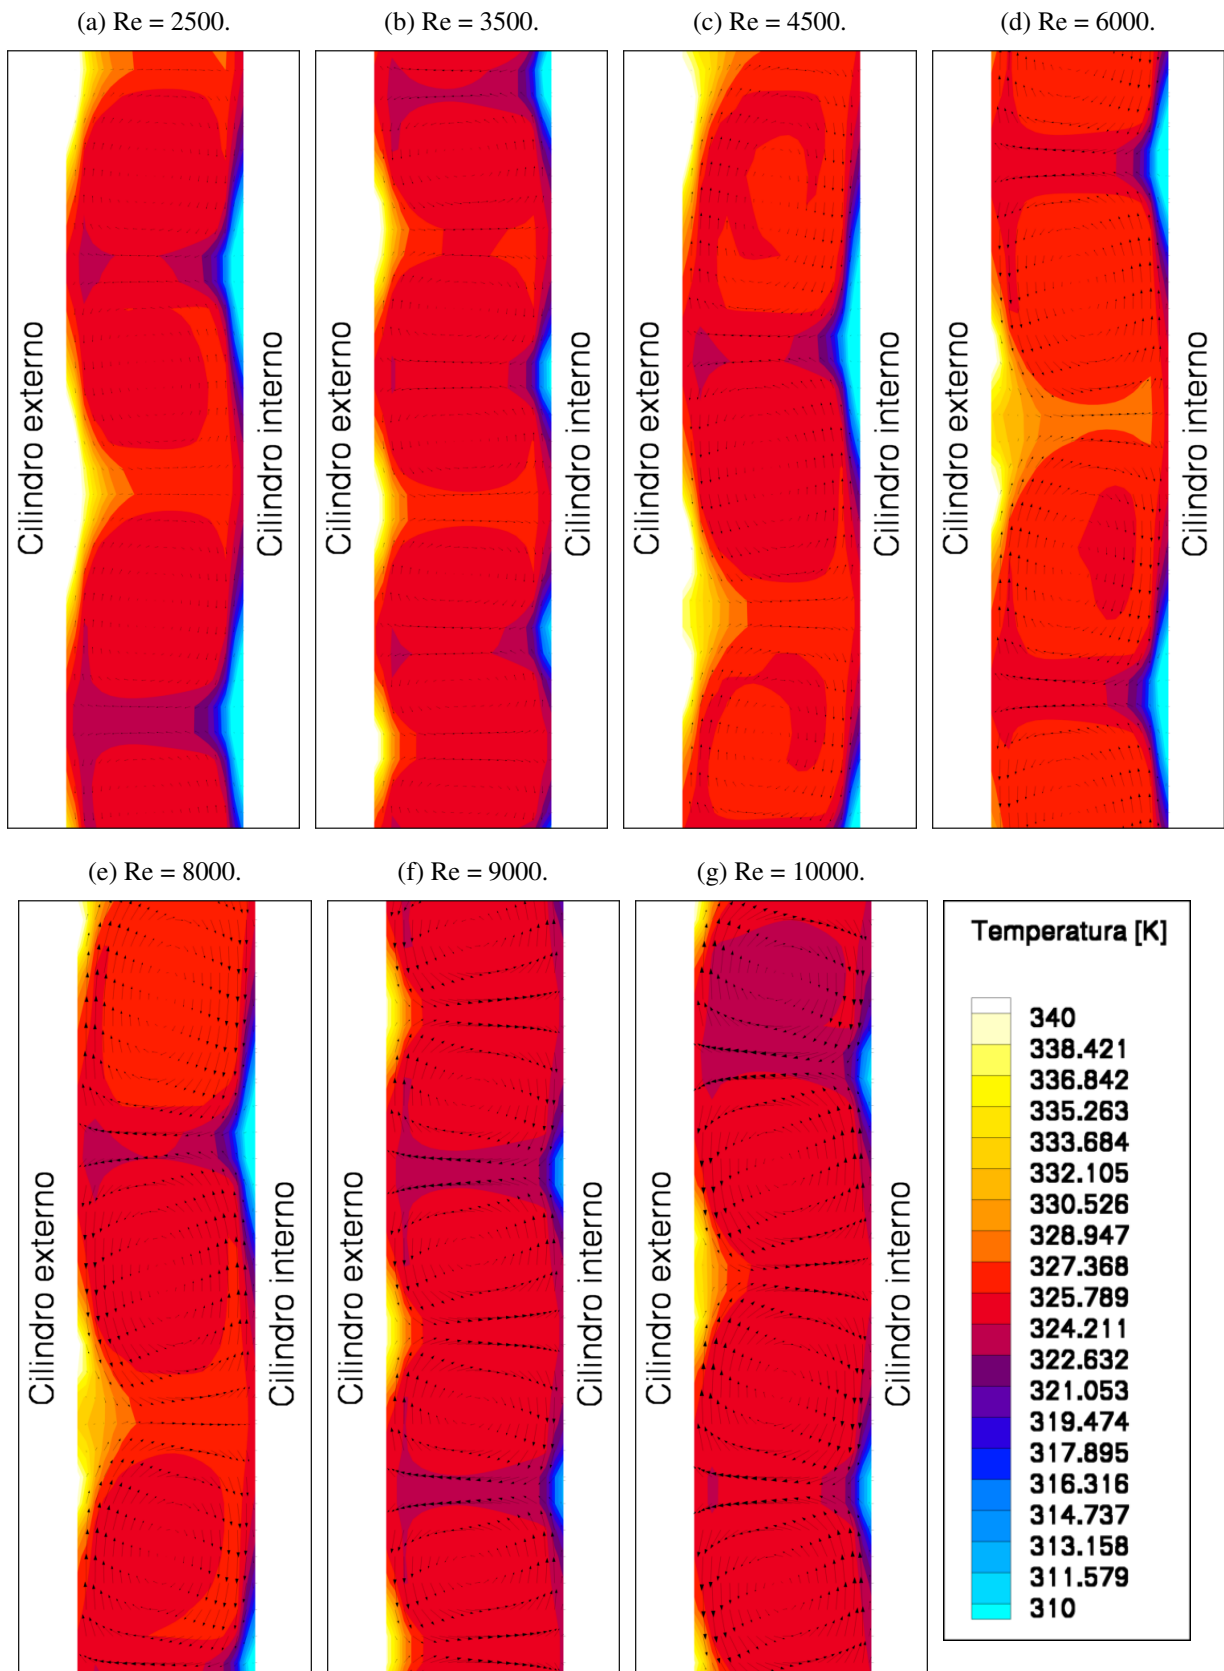 (a) Re = 2500.
(b) Re = 3500.
(c) Re = 4500.
(d) Re = 6000.
Cilindro externo
Cilindro interno
Cilindro externo
Cilindro interno
Cilindro externo
Cilindro interno
Cilindro externo
Cilindro interno
(e) Re = 8000.
(f) Re = 9000.
(g) Re = 10000.
Cilindro externo
Cilindro interno
Cilindro externo
Cilindro interno
Cilindro externo
Cilindro interno
Temperatura [K]
340
338.421
336.842
335.263
333.684
332.105
330.526
328.947
327.368
325.789
324.211
322.632
321.053
319.474
317.895
316.316
314.737
313.158
311.579
310